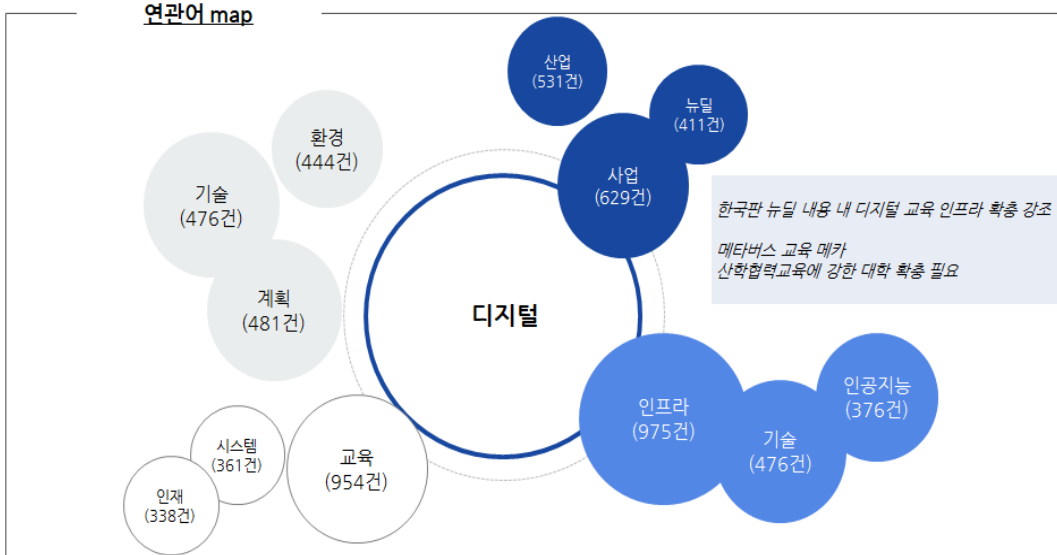 연관어 map
산업
(531건)
뉴딜
(411건)
사업
(629건)
환경
(444건)
기술
(476건)
계획
(481건)
디지털
한국판 뉴딜 내용 내 디지털 교육 인프라 확충 강조
메타버스 교육 메카
산학협력교육에 강한 대학 확충 필요
인프라
(975건)
기술
(476건)
인공지능
(376건)
교육
(954건)
시스템
(361건)
인재
(338건)